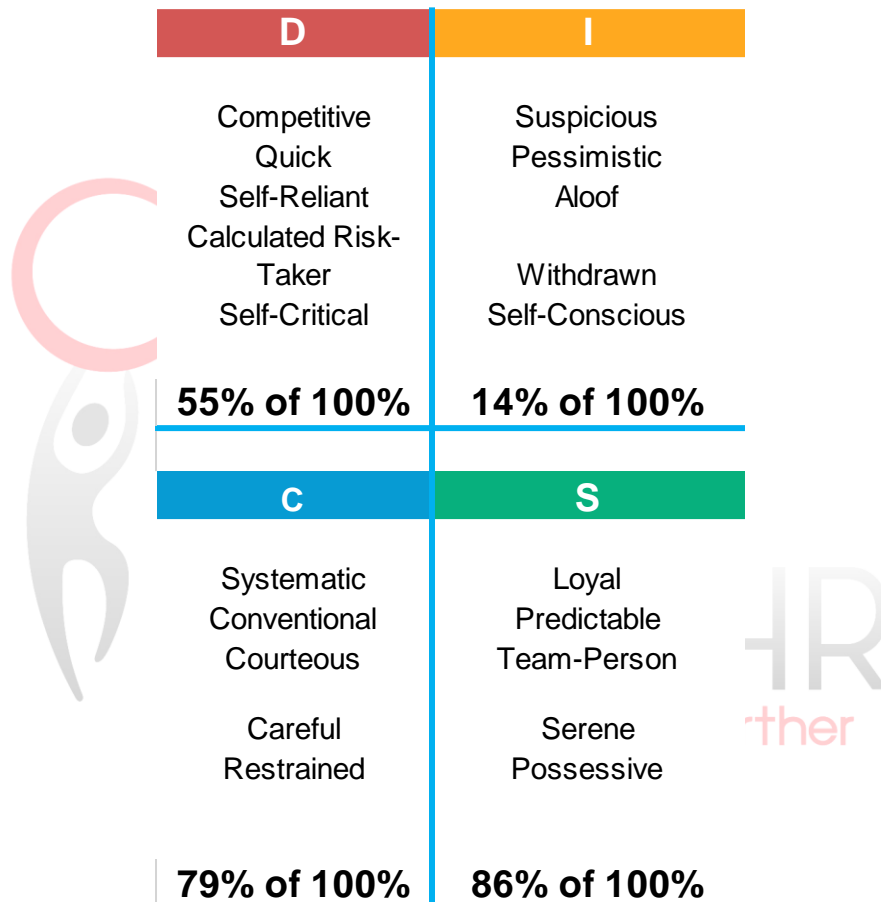 D
Competitive
Quick
Self-Reliant
Calculated Risk-
Taker
Self-Critical
55% of 100%
I
Suspicious
Pessimistic
Aloof
Withdrawn
Self-Conscious
14% of 100%
C
Systematic
Conventional
Courteous
Careful
Restrained
79% of 100%
S
Loyal
Predictable
Team-Person
Serene
Possessive
86% of 100%
HR
rther